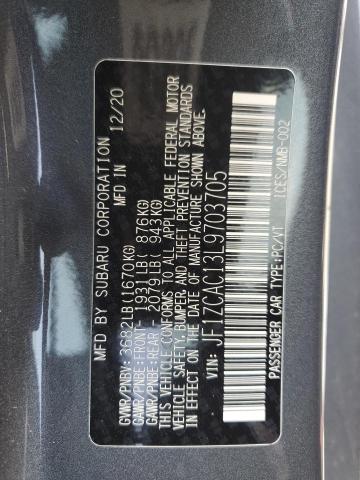 MFD BY SUBARU CORPORATION 12/20
GVWR/PNBV: 3682LB(1670KG)
GAWR/PNBE:FRONT- 1931LB( 876KG)
GAWR/PNBE:REAR - 2079LB( 943KG)
THIS VEHICLE CONFORMS TO ALL APPLICABLE FEDERAL MOTOR
VEHICLE SAFETY, BUMPER, AND THEFT PREVENTION STANDARDS
IN EFFECT ON THE DATE OF MANUFACTURE SHOWN ABOVE.
VIN: JF1ZCAC13L9703705
PASSENGER CAR TYPE:PC/VT ICES/NMB-002